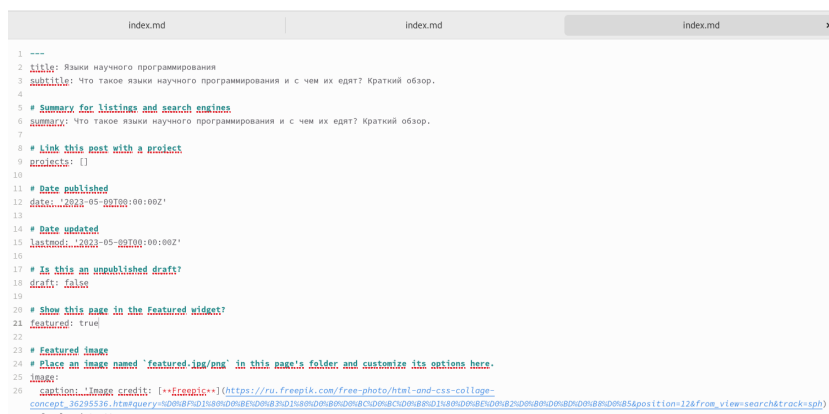 index.md index.md index.md
1 ---
2 title: Языки научного программирования
3 subtitle: Что такое языки научного программирования и с чем их едят? Краткий обзор.
4
5 # Summary for listings and search engines
6 summary: Что такое языки научного программирования и с чем их едят? Краткий обзор.
7
8 # Link this post with a project
9 projects: []
10
11 # Date published
12 date: '2023-05-09T00:00:00Z'
13
14 # Date updated
15 lastmod: '2023-05-09T00:00:00Z'
16
17 # Is this an unpublished draft?
18 draft: false
19
20 # Show this page in the Featured widget?
21 featured: true
22
23 # Featured image
24 # Place an image named `featured.jpg/png` in this page's folder and customize its options here.
25 image:
26 caption: 'Image credit: [**Freepic**](https://ru.freepik.com/free-photo/html-and-css-collage-
concept_36295536.htm#query=%D0%BF%D1%80%D0%BE%D0%B3%D1%80%D0%B0%D0%BC%D0%BC%D0%B8%D1%80%D0%BE%D0%B2%D0%B0%D0%BD%D0%B8%D0%B5&position=12&from_view=search&track=sph)